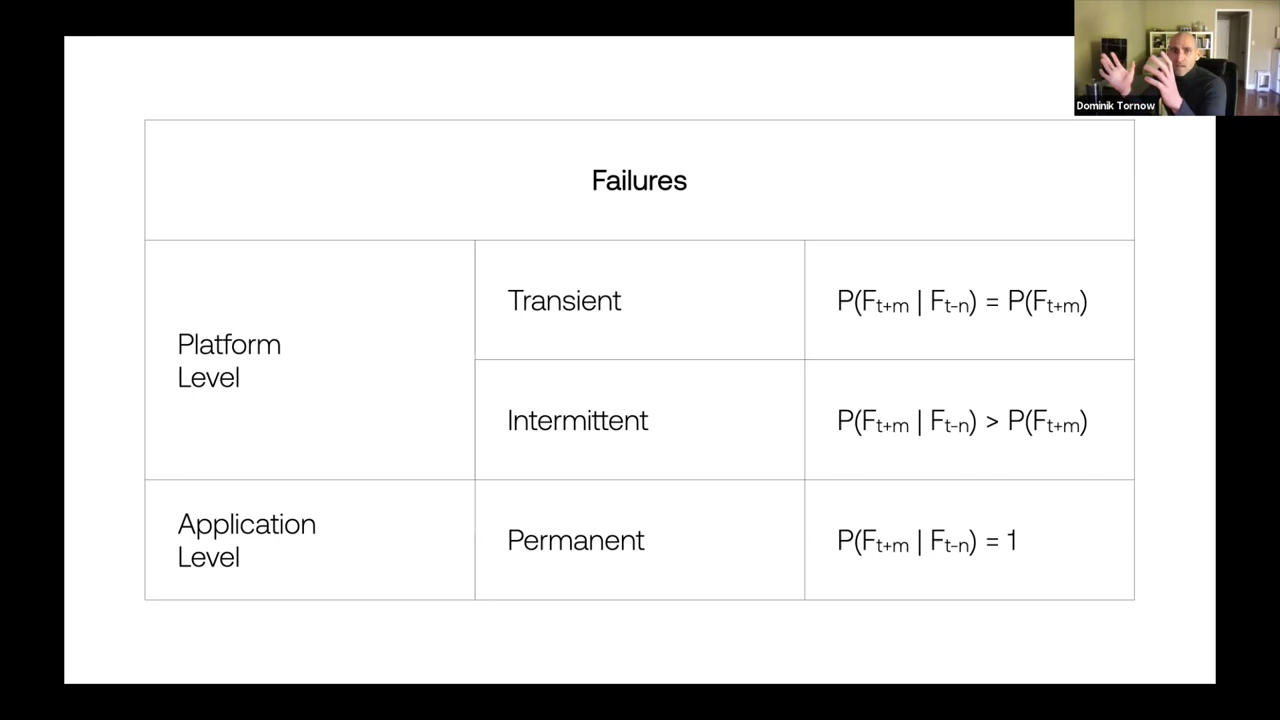 Dominik Tornow
Failures
Platform
Level
Transient
P(Ft+m | Ft-n) = P(Ft+m)
Intermittent
P(Ft+m | Ft-n) > P(Ft+m)
Application
Level
Permanent
P(Ft+m | Ft-n) = 1